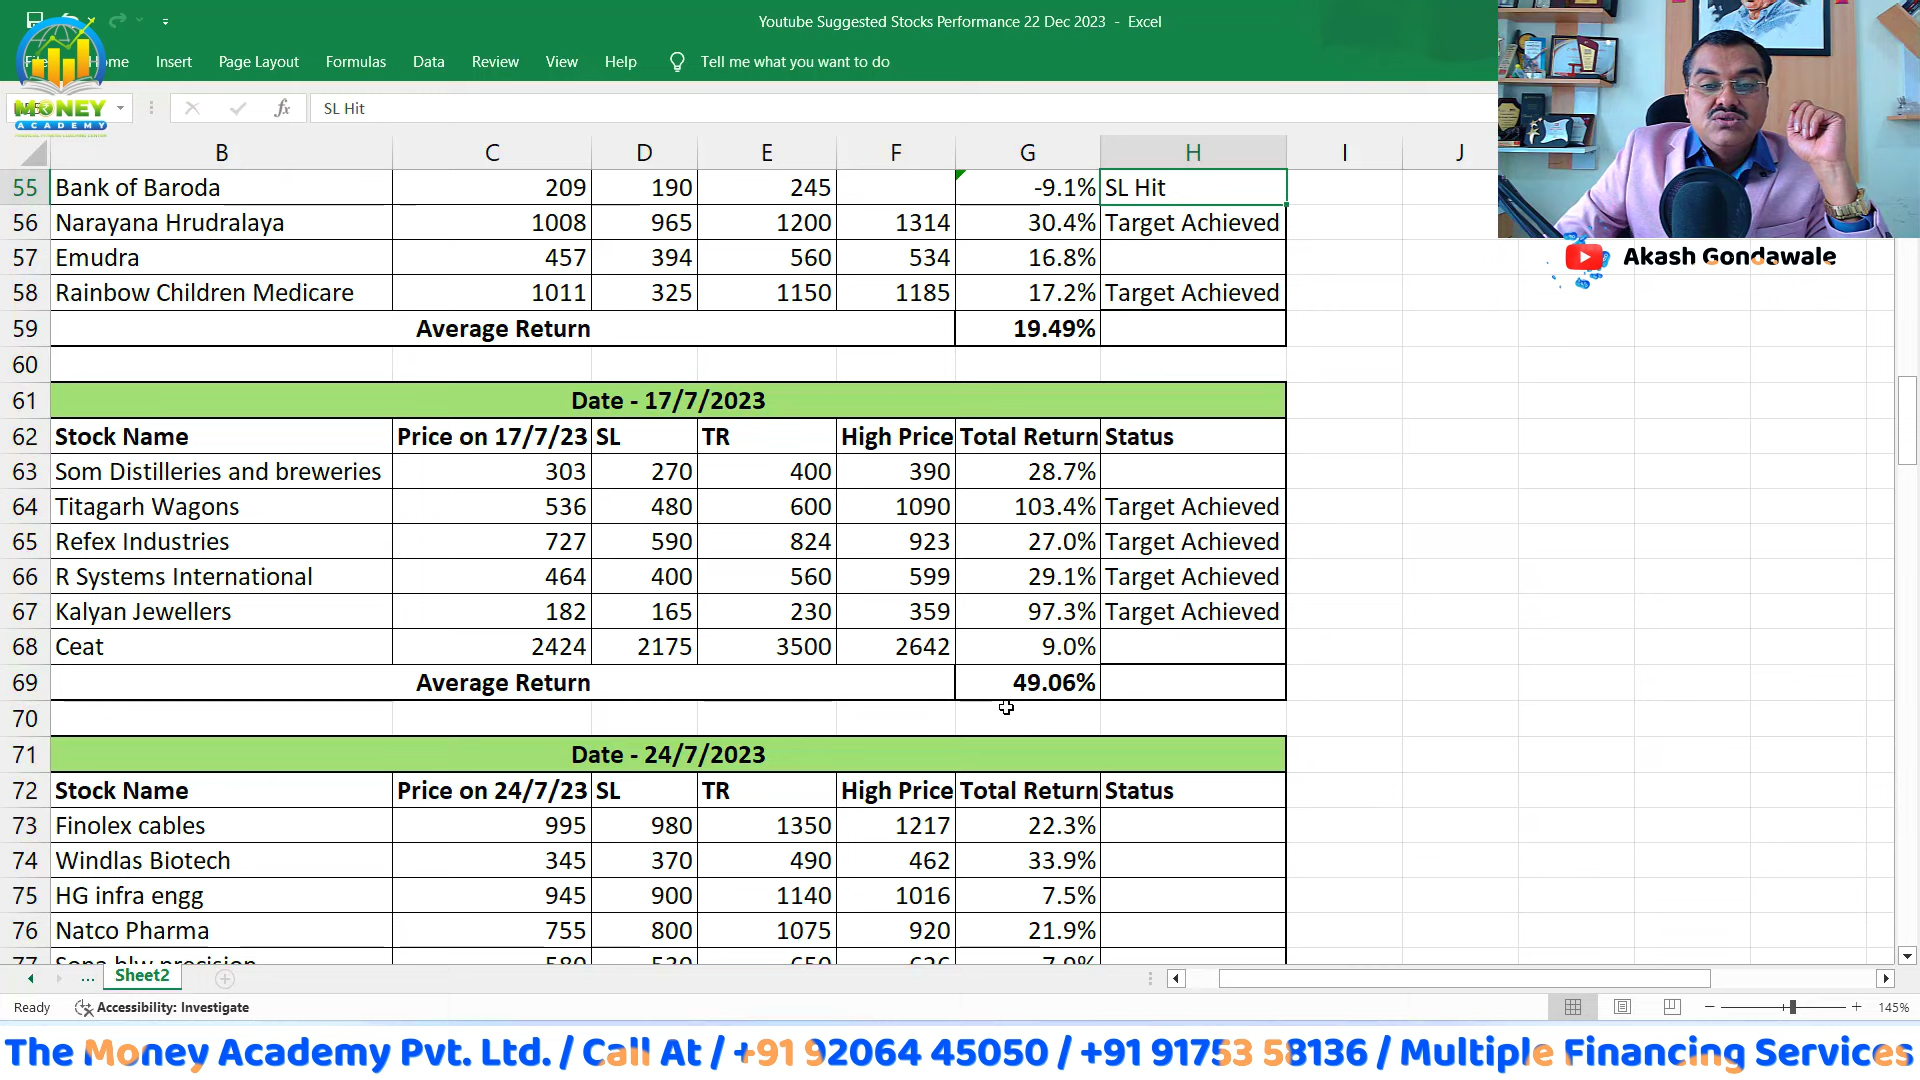 Youtube Suggested Stocks Performance 22 Dec 2023 - Excel
Home Insert Page Layout Formulas Data Review View Help Tell me what you want to do
MONEY
ACADEMY
fx SL Hit
B C D E F G H I J
55 Bank of Baroda 209 190 245 -9.1% SL Hit
56 Narayana Hrudralaya 1008 965 1200 1314 30.4% Target Achieved
57 Emudra 457 394 560 534 16.8%
Akash Gondawale
58 Rainbow Children Medicare 1011 325 1150 1185 17.2% Target Achieved
59 Average Return 19.49%
60
61 Date - 17/7/2023
62 Stock Name Price on 17/7/23 SL TR High Price Total Return Status
63 Som Distilleries and breweries 303 270 400 390 28.7%
64 Titagarh Wagons 536 480 600 1090 103.4% Target Achieved
65 Refex Industries 727 590 824 923 27.0% Target Achieved
66 R Systems International 464 400 560 599 29.1% Target Achieved
67 Kalyan Jewellers 182 165 230 359 97.3% Target Achieved
68 Ceat 2424 2175 3500 2642 9.0%
69 Average Return 49.06%
70
71 Date - 24/7/2023
72 Stock Name Price on 24/7/23 SL TR High Price Total Return Status
73 Finolex cables 995 980 1350 1217 22.3%
74 Windlas Biotech 345 370 490 462 33.9%
75 HG infra engg 945 900 1140 1016 7.5%
76 Natco Pharma 755 800 1075 920 21.9%
... Sheet2
Ready Accessibility: Investigate 145%
The Money Academy Pvt. Ltd. / Call At / +91 92064 45050 / +91 91753 58136 / Multiple Financing Services